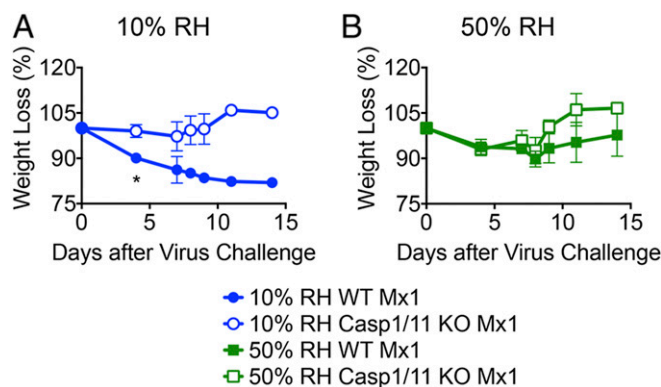 A 10% RH
B 50% RH
Weight Loss (%)
120
105
90
75
*
0 5 10 15
Days after Virus Challenge
Weight Loss (%)
120
105
90
75
0 5 10 15
Days after Virus Challenge
10% RH WT Mx1
10% RH Casp1/11 KO Mx1
50% RH WT Mx1
50% RH Casp1/11 KO Mx1